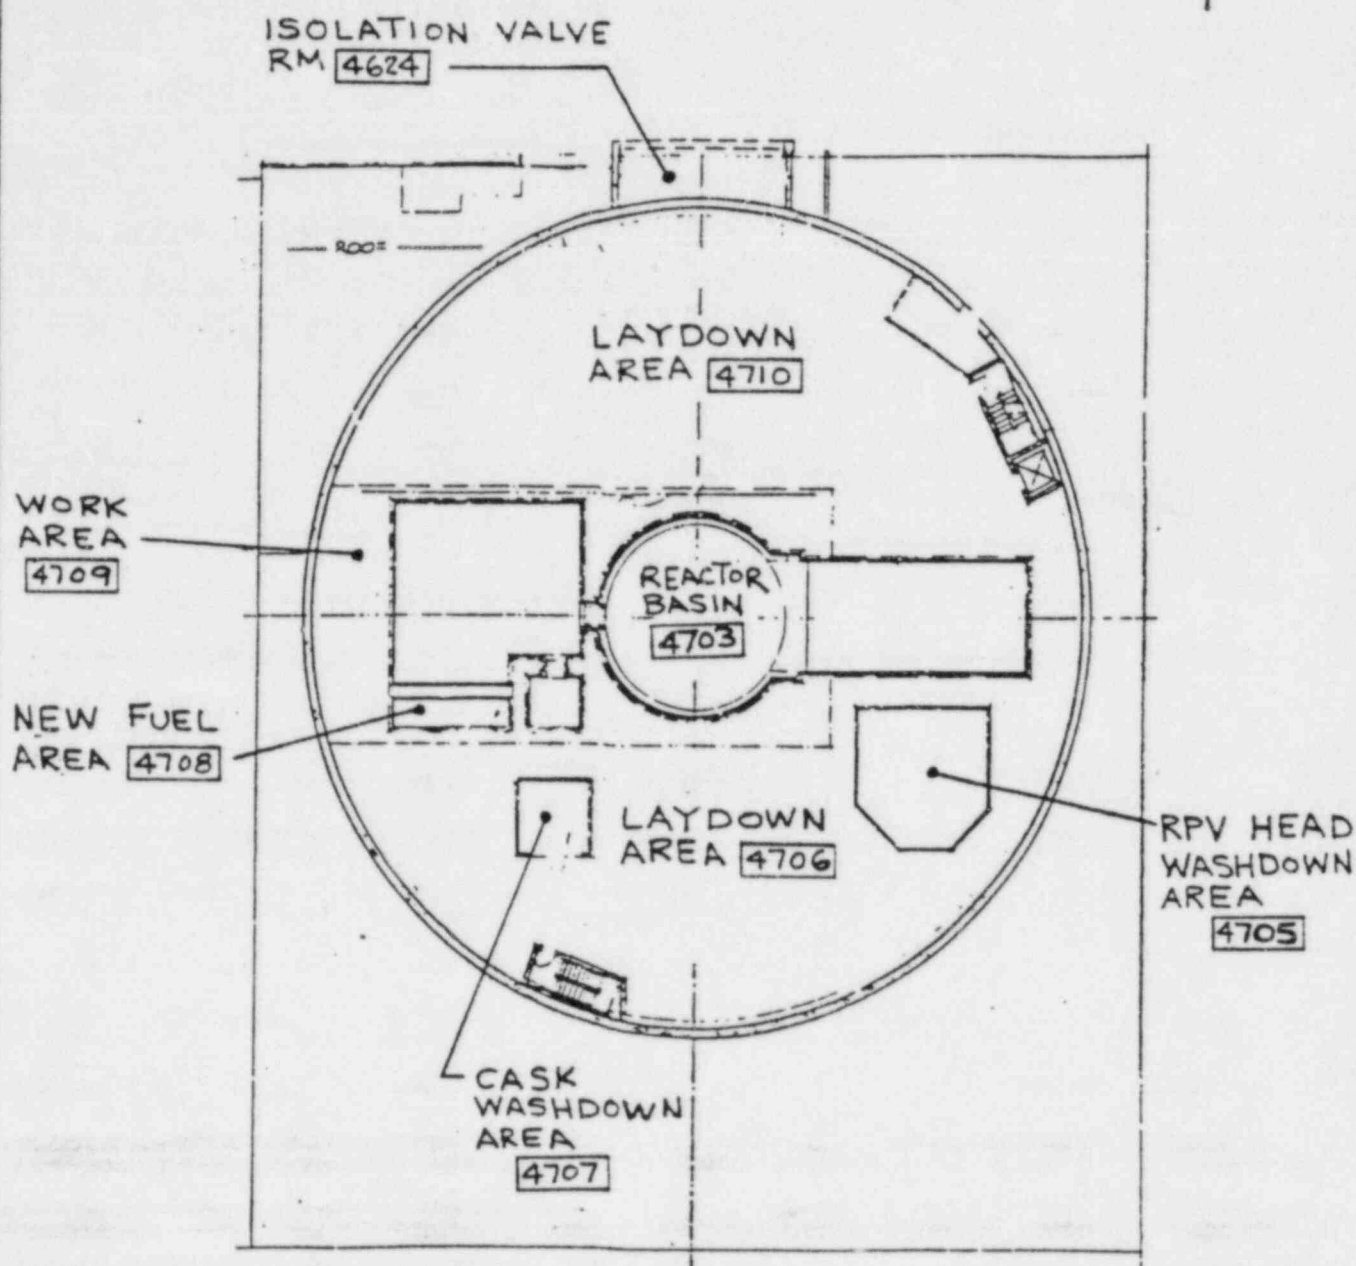 ISOLATION VALVE
RM 4624
200=
LAYDOWN
AREA 4710
WORK
AREA
4709
REACTOR
BASIN
4703
NEW FUEL
AREA 4708
LAYDOWN
AREA 4706
RPV HEAD
WASHDOWN
AREA
4705
CASK
WASHDOWN
AREA
4707